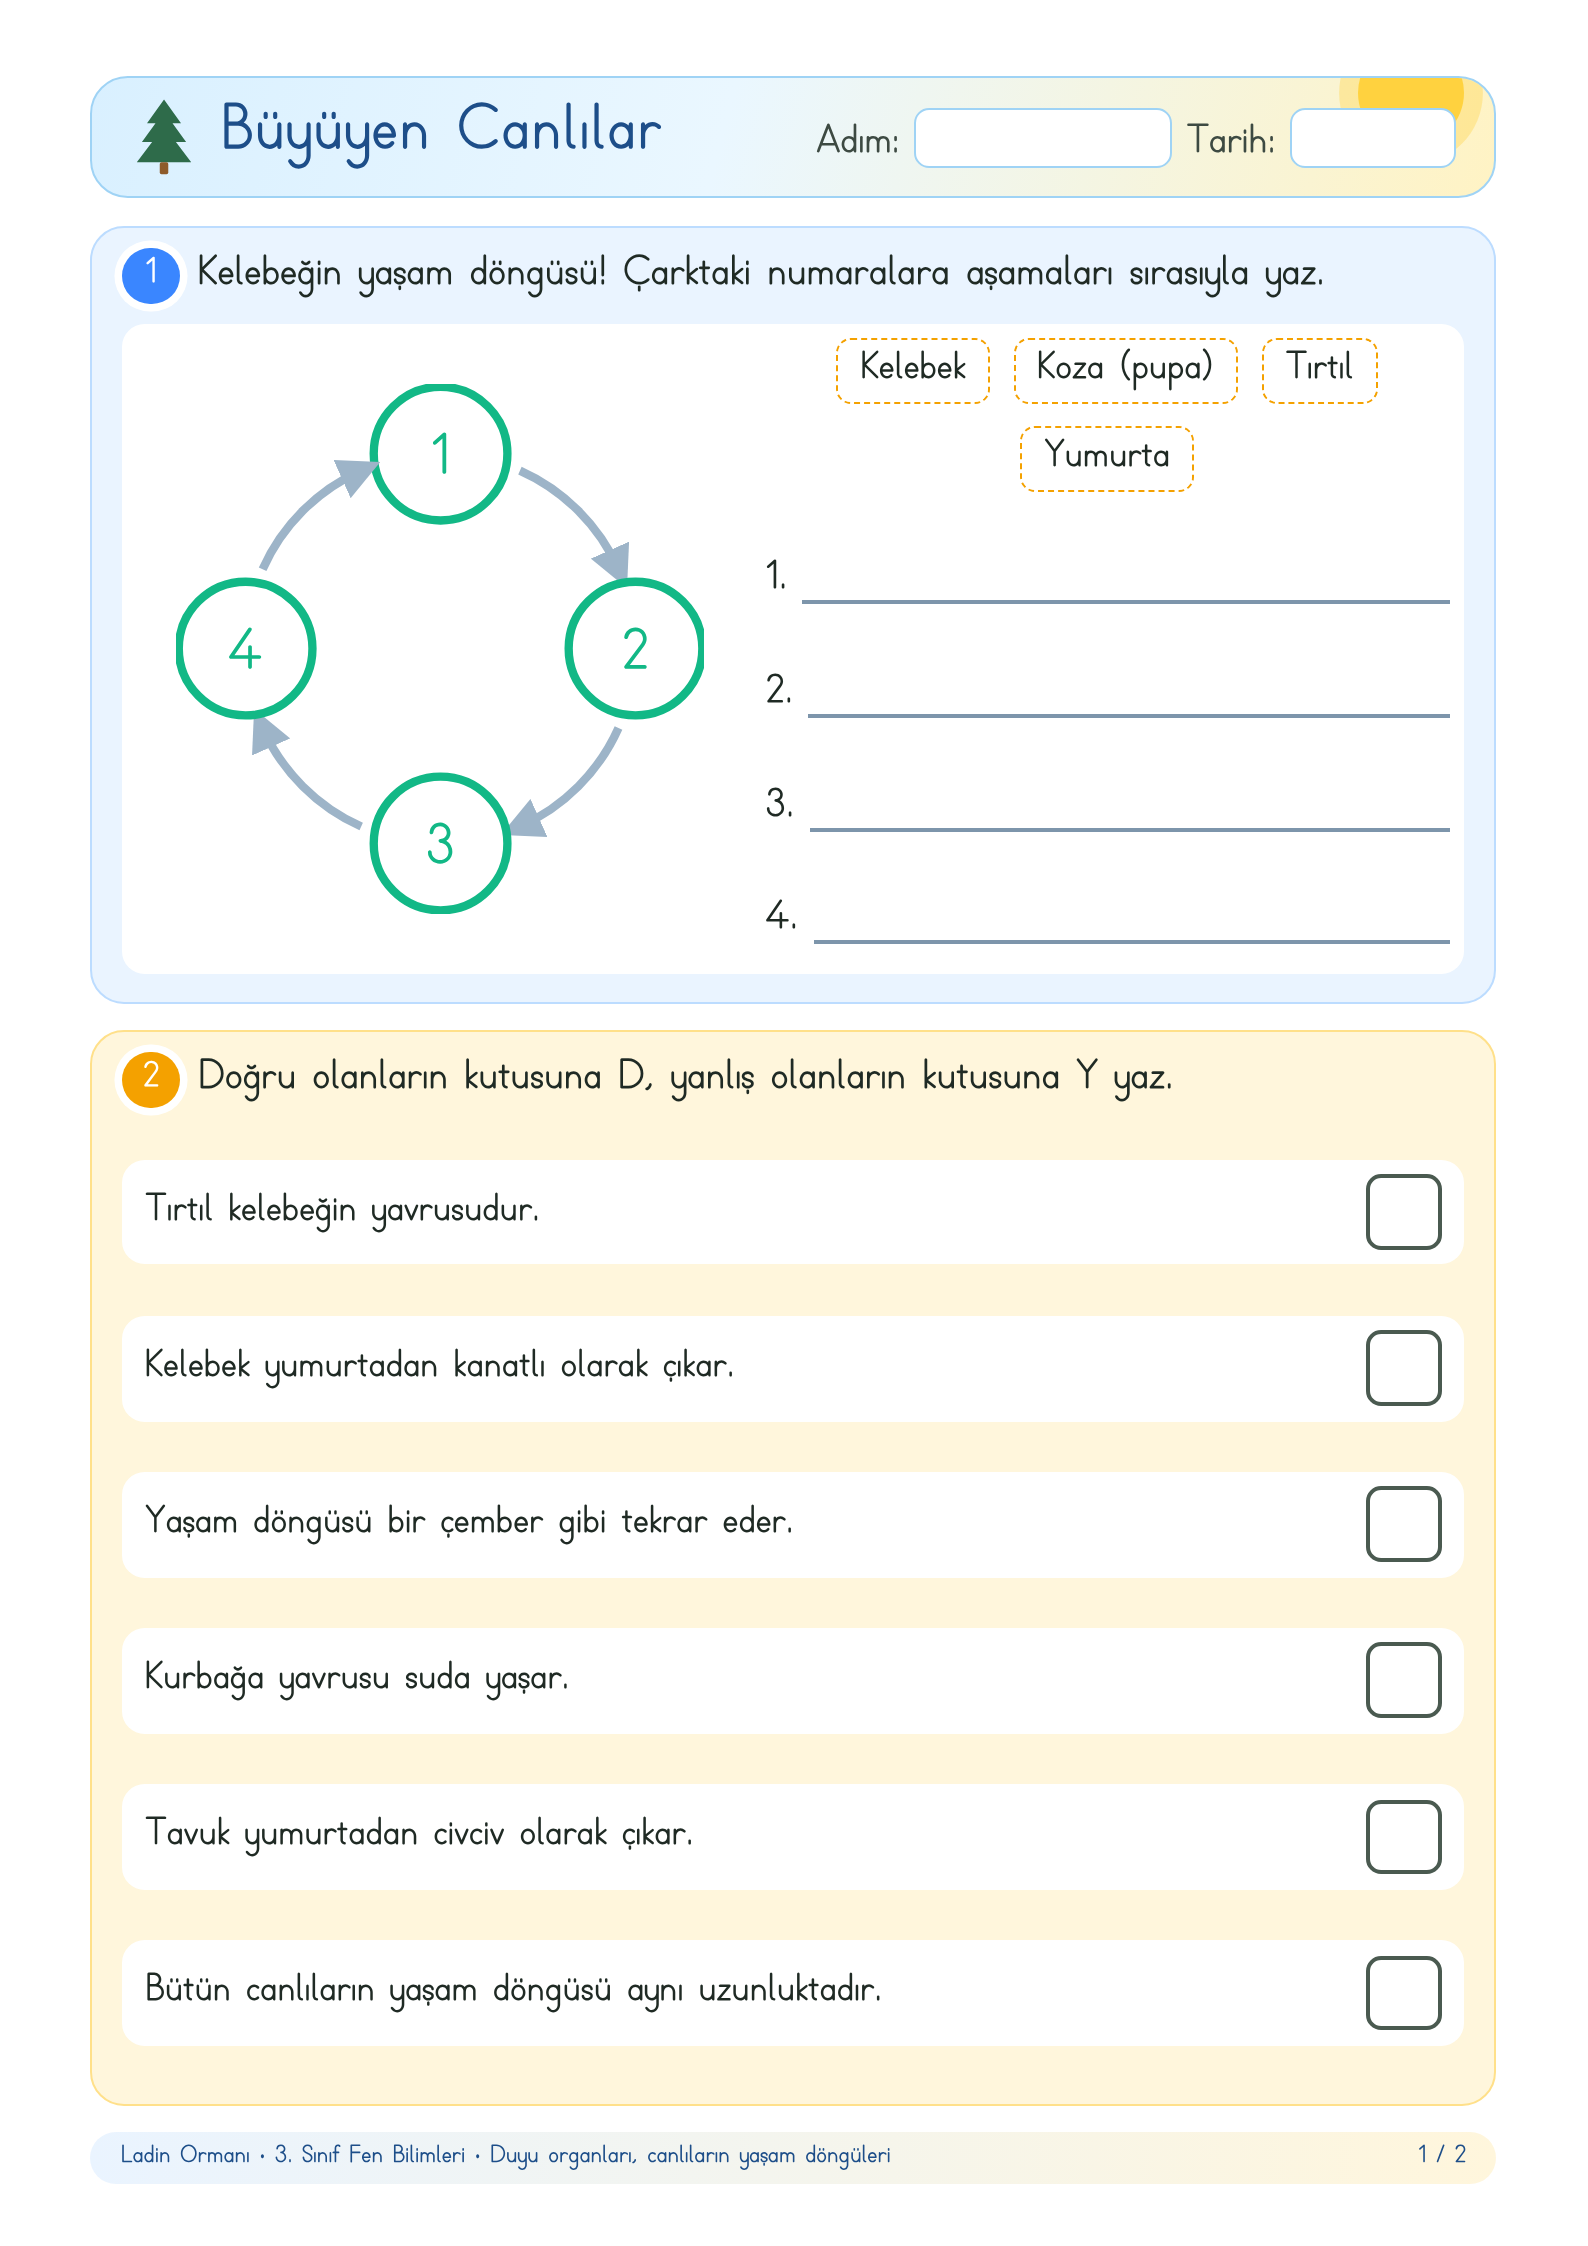 Büyüyen Canlılar
Adım:
Tarih:
1 Kelebeğin yaşam döngüsü! Çarktaki numaralara aşamaları sırasıyla yaz.
Kelebek Koza (pupa) Tırtıl
Yumurta
1
2
3
4
1.
2.
3.
4.
2 Doğru olanların kutusuna D, yanlış olanların kutusuna Y yaz.
Tırtıl kelebeğin yavrusudur.
Kelebek yumurtadan kanatlı olarak çıkar.
Yaşam döngüsü bir çember gibi tekrar eder.
Kurbağa yavrusu suda yaşar.
Tavuk yumurtadan civciv olarak çıkar.
Bütün canlıların yaşam döngüsü aynı uzunluktadır.
Ladin Ormanı • 3. Sınıf Fen Bilimleri • Duyu organları, canlıların yaşam döngüleri
1 / 2